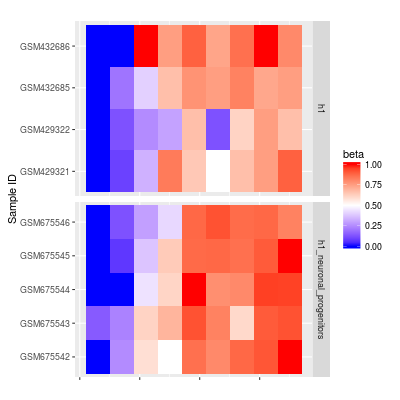 GSM432686
GSM432685
GSM429322
GSM429321
h1
GSM675546
GSM675545
GSM675544
GSM675543
GSM675542
h1_neuronal_progenitors
Sample ID
beta
1.00
0.75
0.50
0.25
0.00